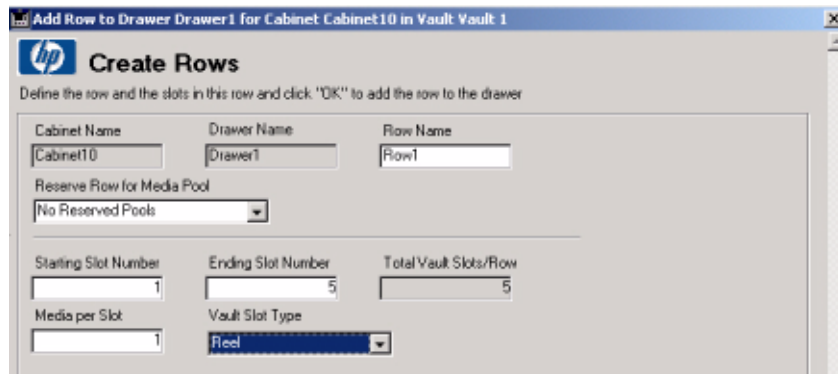 Add Row to Drawer Drawer1 for Cabinet Cabinet10 in Vault Vault 1
hp Create Rows
Define the row and the slots in this row and click "OK" to add the row to the drawer
Cabinet Name Drawer Name Row Name
Cabinet10 Drawer1 Row1
Reserve Row for Media Pool
No Reserved Pools
Starting Slot Number Ending Slot Number Total Vault Slots/Row
1 5 5
Media per Slot Vault Slot Type
1 Reel